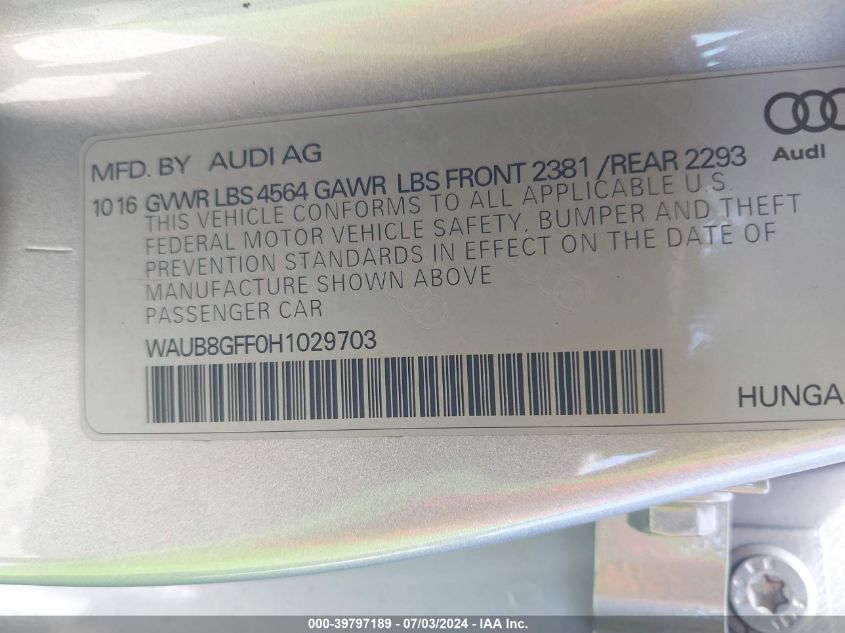 MFD. BY AUDI AG
Audi
10 16 GVWR LBS 4564 GAWR LBS FRONT 2381 /REAR 2293
THIS VEHICLE CONFORMS TO ALL APPLICABLE U.S.
FEDERAL MOTOR VEHICLE SAFETY, BUMPER AND THEFT
PREVENTION STANDARDS IN EFFECT ON THE DATE OF
MANUFACTURE SHOWN ABOVE
PASSENGER CAR
WAUB8GFF0H1029703
HUNGA
000-39797189 - 07/03/2024 - IAAI Inc.